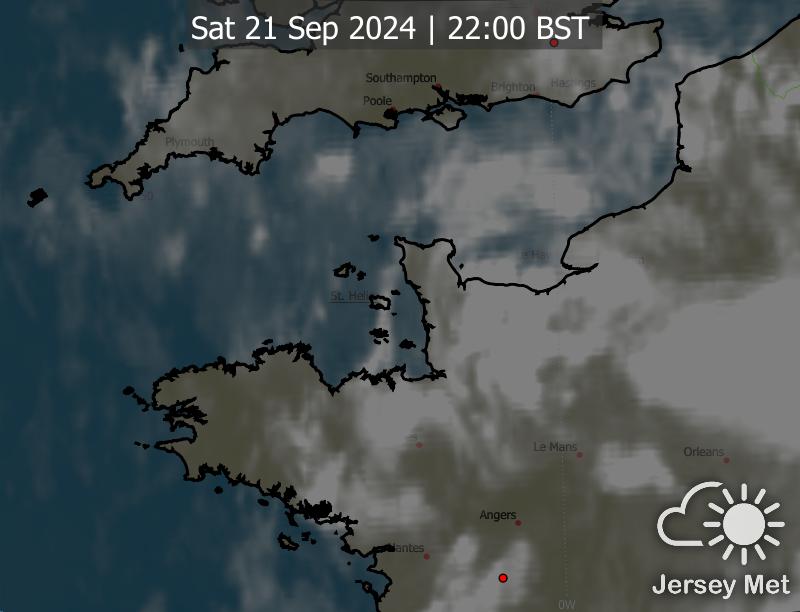 Sat 21 Sep 2024 | 22:00 BST
Southampton
Brighton
Hastings
Poole
Plymouth
St. Heli
Le Mans
Orleans
Angers
Nantes
Jersey Met
0W